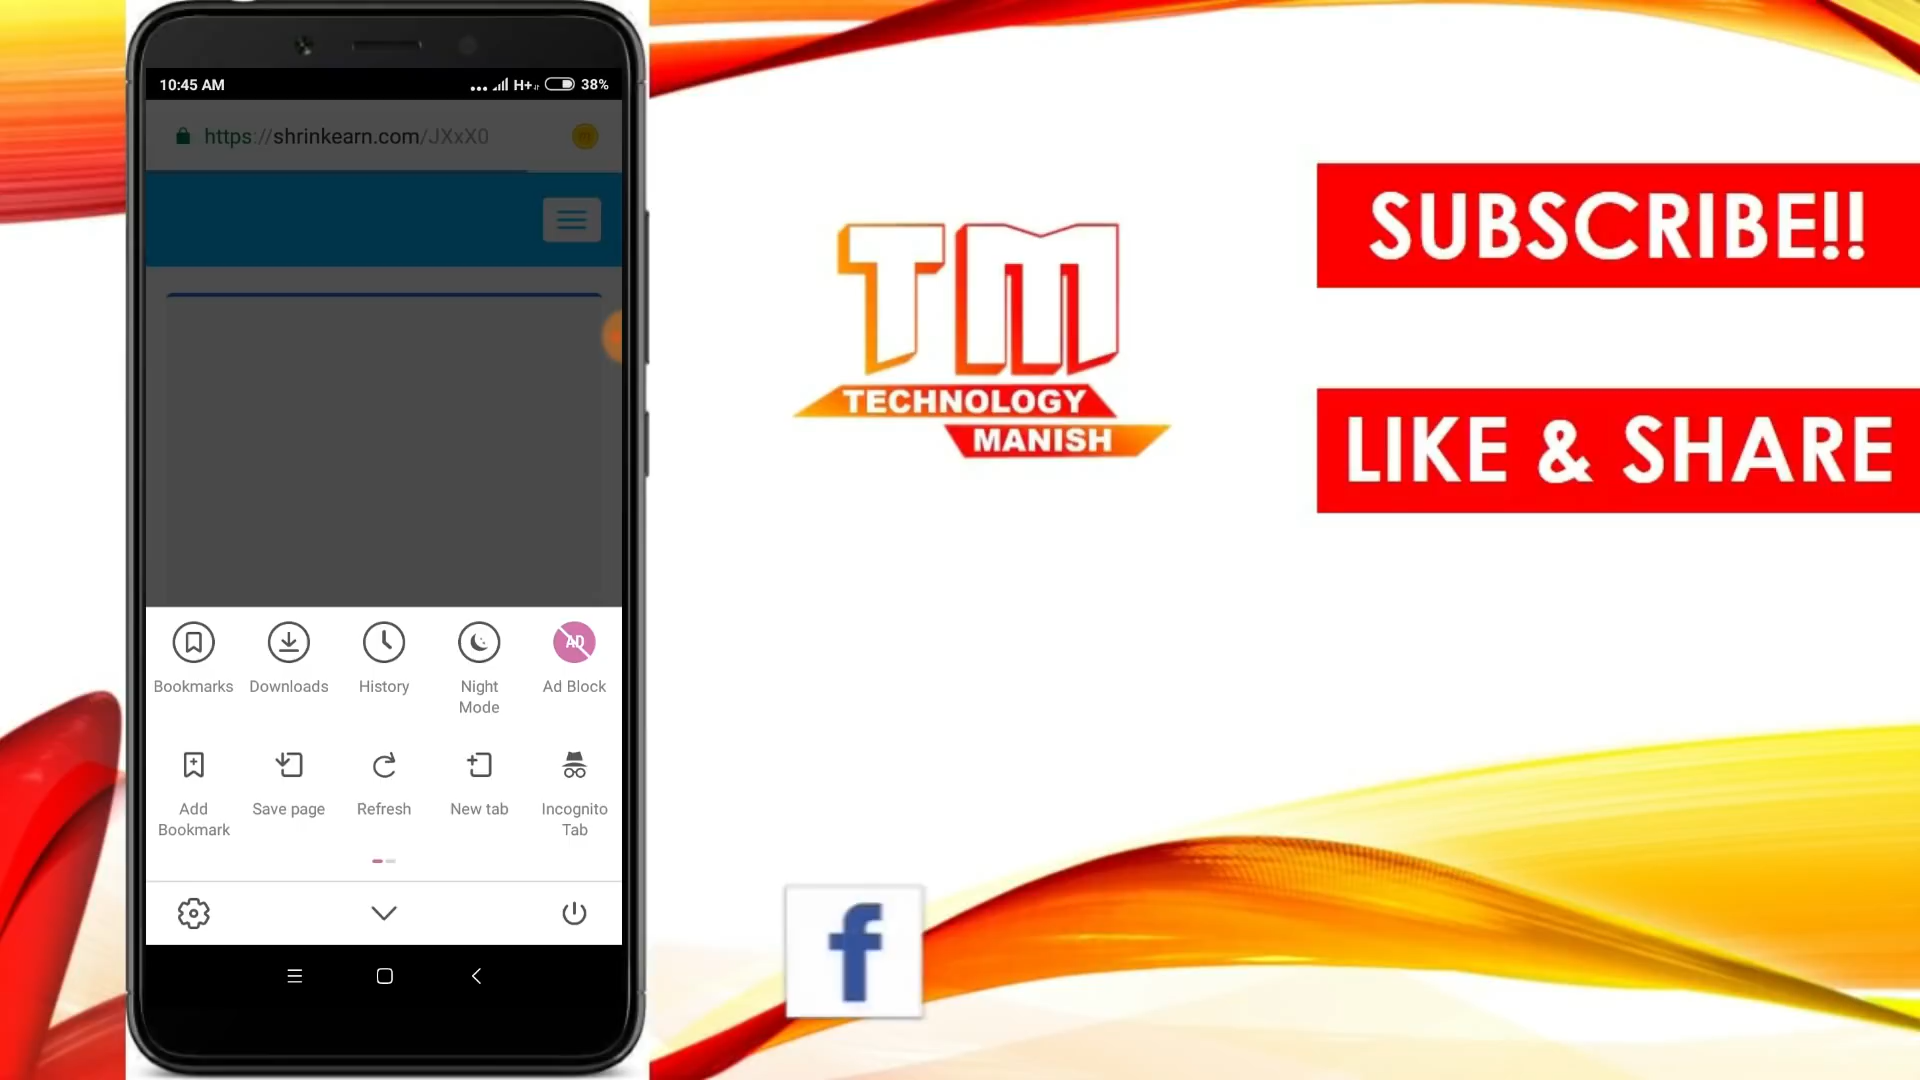 10:45 AM
H+ 38%
https://shrinkearn.com/JXxX0
Bookmarks
Downloads
History
Night
Mode
AD
Ad Block
Add
Bookmark
Save page
Refresh
New tab
Incognito
Tab
TM
TECHNOLOGY
MANISH
SUBSCRIBE!!
LIKE & SHARE
f